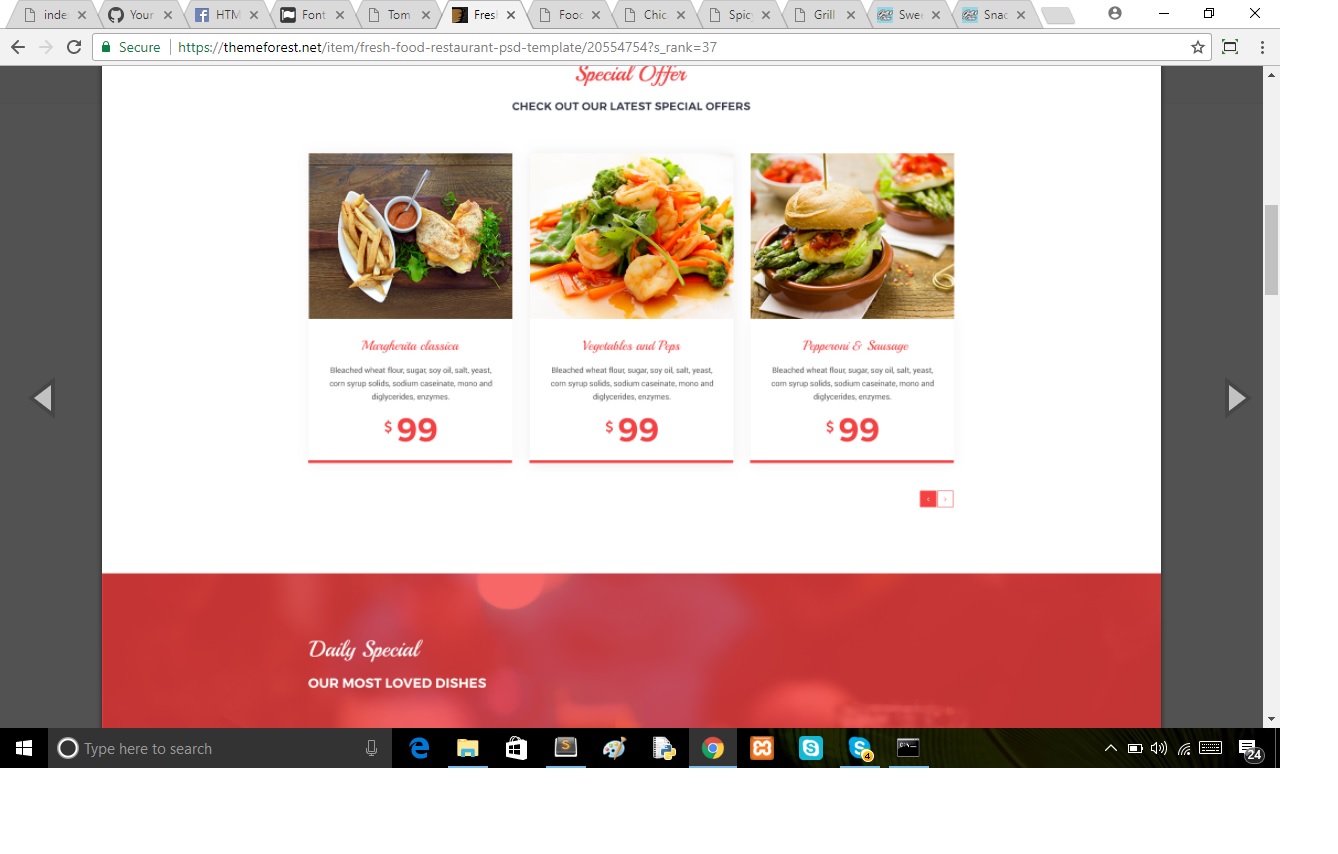 inde
Your
HTM
Font
Tom
Fres
Food
Chic
Spic
Grill
Swee
Snac
Secure
https://themeforest.net/item/fresh-food-restaurant-psd-template/20554754?s_rank=37
Special Offer
CHECK OUT OUR LATEST SPECIAL OFFERS
Margherita classica
Bleached wheat flour, sugar, soy oil, salt, yeast,
corn syrup solids, sodium caseinate, mono and
diglycerides, enzymes.
$ 99
Vegetables and Peps
Bleached wheat flour, sugar, soy oil, salt, yeast,
corn syrup solids, sodium caseinate, mono and
diglycerides, enzymes.
$ 99
Pepperoni & Sausage
Bleached wheat flour, sugar, soy oil, salt, yeast,
corn syrup solids, sodium caseinate, mono and
diglycerides, enzymes.
$ 99
Daily Special
OUR MOST LOVED DISHES
Type here to search
4
24